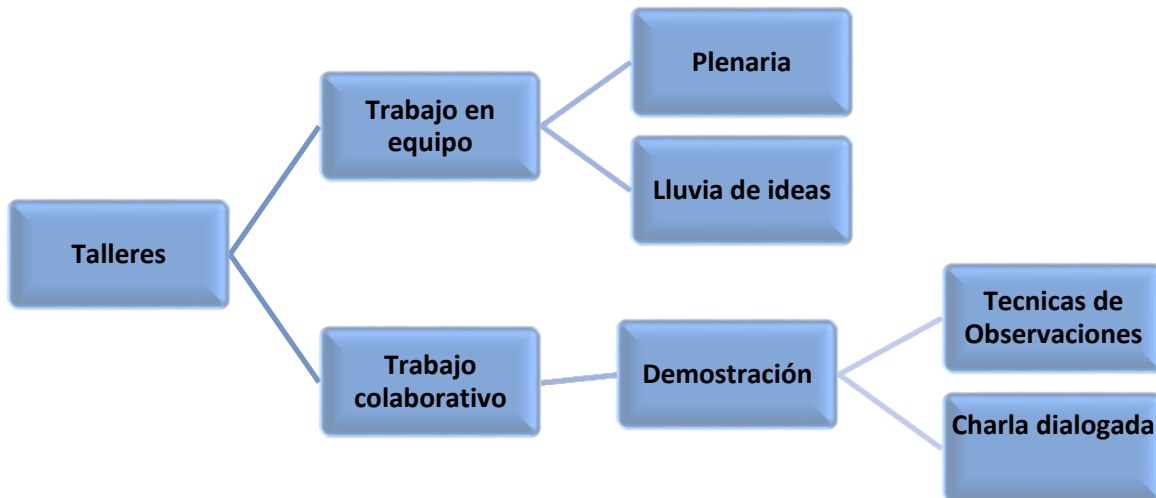 Plenaria
Trabajo en
equipo
Lluvia de ideas
Talleres
Tecnicas de
Observaciones
Trabajo
colaborativo
Demostración
Charla dialogada